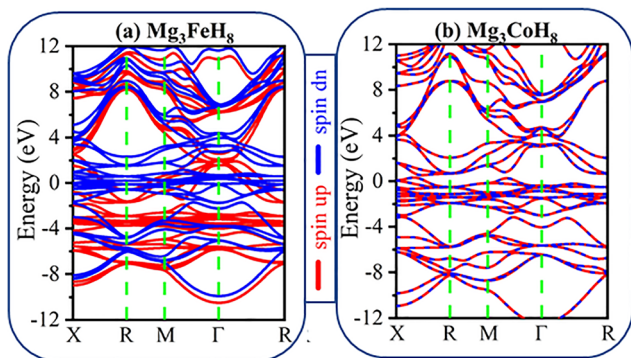 (a) Mg₃FeH₈
Energy (eV)
12
8
4
0
-4
-8
-12
X R M Γ R
spin up spin dn
(b) Mg₃CoH₈
Energy (eV)
12
8
4
0
-4
-8
-12
X R M Γ R